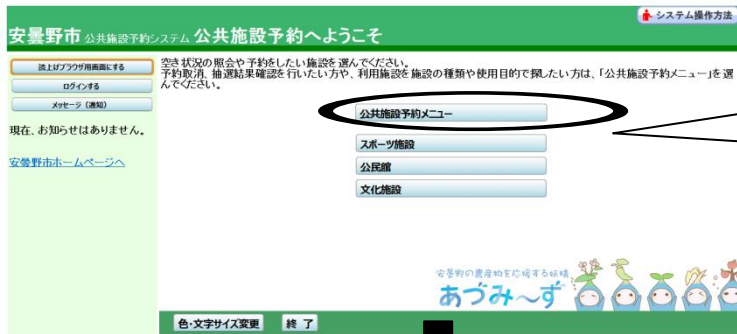 システム操作方法
安曇野市 公共施設予約システム 公共施設予約へようこそ
読上げブラウザ用画面にする
ログインする
メッセージ（通知）
現在、お知らせはありません。
安曇野市ホームページへ
空き状況の照会や予約をしたい施設を選んでください。
予約取消、抽選結果確認を行いたい方や、利用施設を施設の種類や使用目的で探したい方は、「公共施設予約メニュー」を選
んでください。
公共施設予約メニュー
スポーツ施設
公民館
文化施設
安曇野の農産物を応援する妖精
あづみ～ず
色・文字サイズ変更
終了